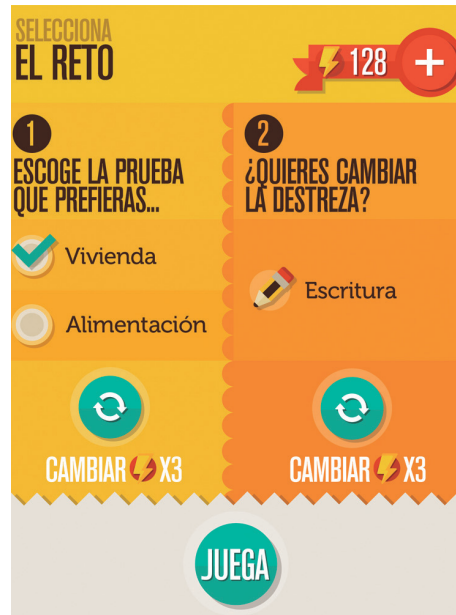 SELECCIONA
EL RETO
128 +
1
ESCOGE LA PRUEBA
QUE PREFIERAS...
Vivienda
Alimentación
CAMBIAR X3
2
¿QUIERES CAMBIAR
LA DESTREZA?
Escritura
CAMBIAR X3
JUEGA